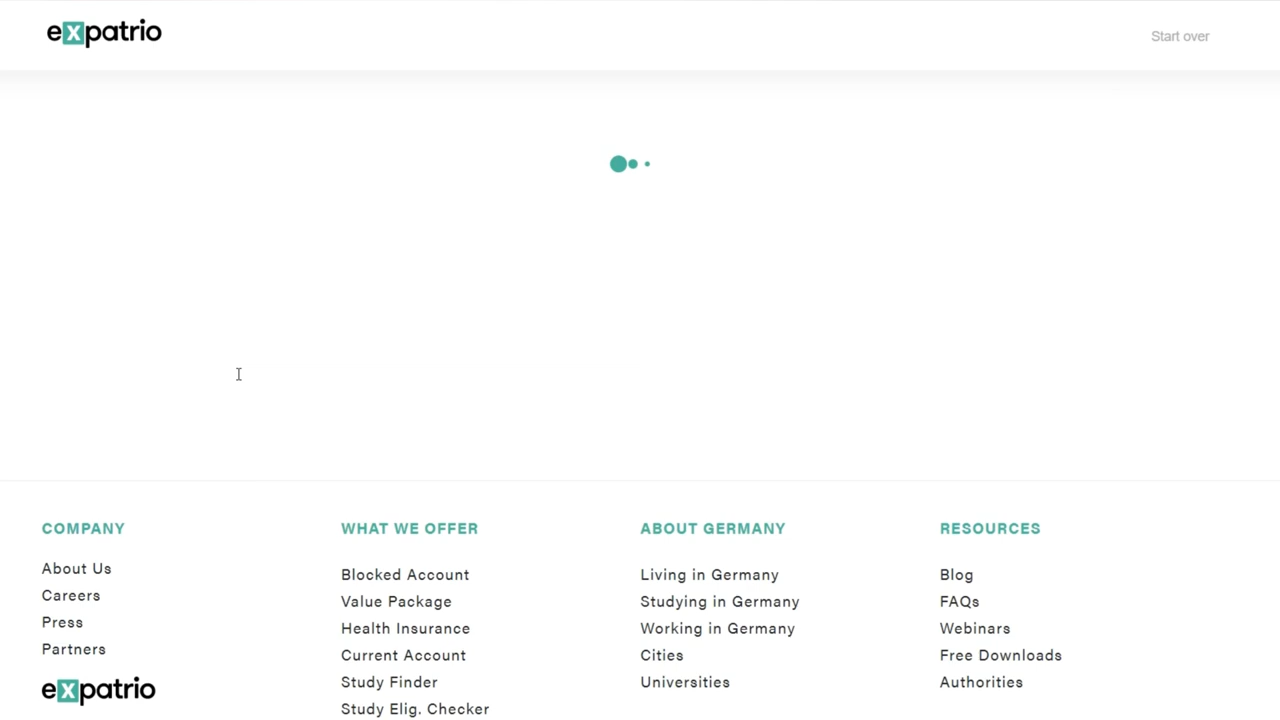 expatrio
Start over
COMPANY
About Us
Careers
Press
Partners
expatrio
WHAT WE OFFER
Blocked Account
Value Package
Health Insurance
Current Account
Study Finder
Study Elig. Checker
ABOUT GERMANY
Living in Germany
Studying in Germany
Working in Germany
Cities
Universities
RESOURCES
Blog
FAQs
Webinars
Free Downloads
Authorities